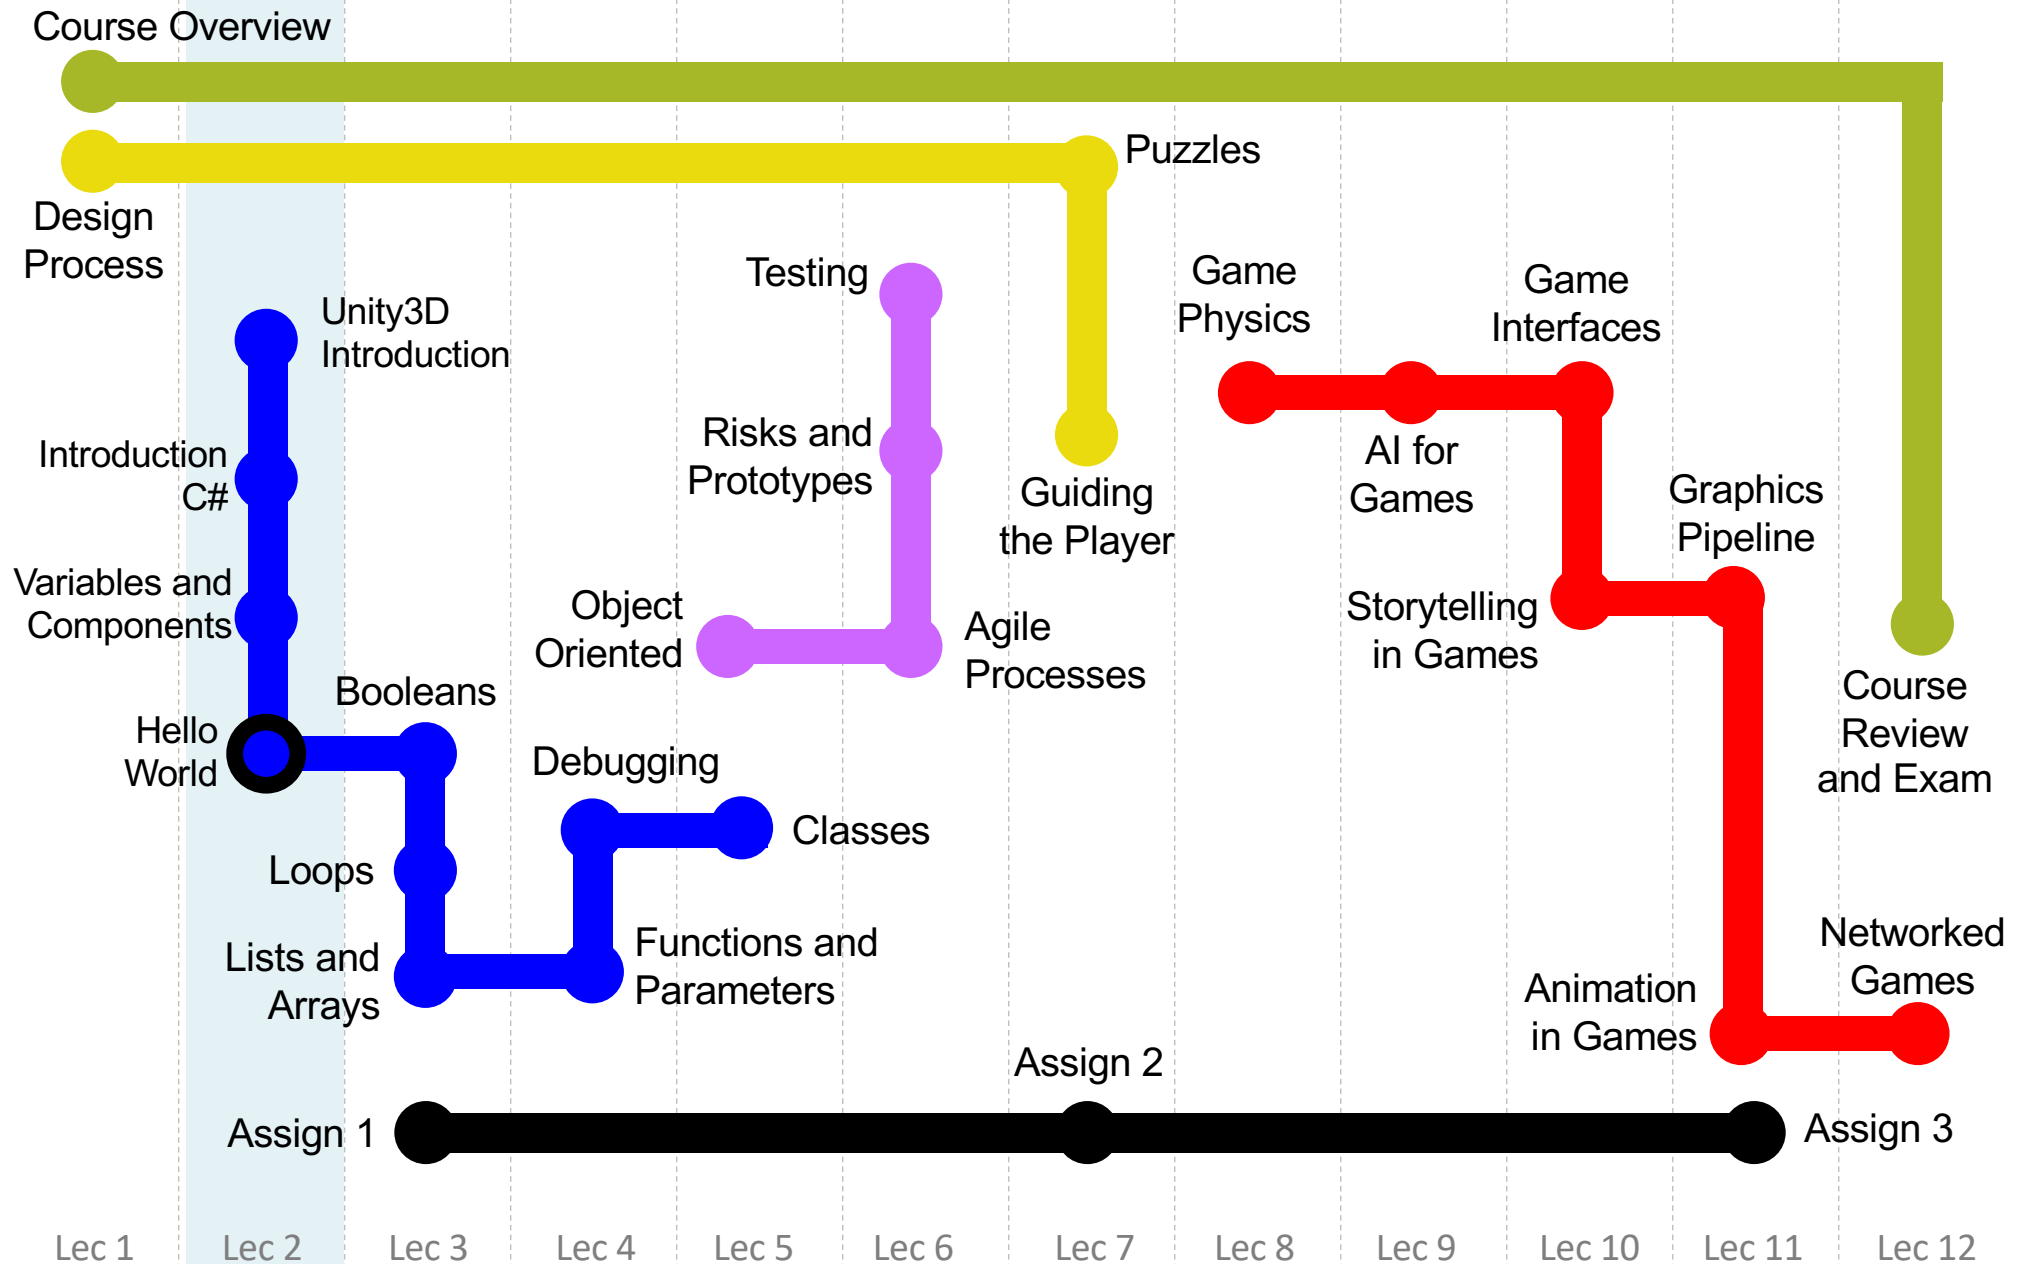 Course Overview
Puzzles
Design
Process
Testing
Game
Physics
Game
Interfaces
Unity3D
Introduction
Introduction
C#
Risks and
Prototypes
AI for
Games
Guiding
the Player
Graphics
Pipeline
Variables and
Components
Object
Oriented
Agile
Processes
Storytelling
in Games
Course
Review
and Exam
Booleans
Hello
World
Debugging
Classes
Loops
Lists and
Arrays
Functions and
Parameters
Networked
Games
Animation
in Games
Assign 2
Assign 1
Assign 3
Lec 1
Lec 2
Lec 3
Lec 4
Lec 5
Lec 6
Lec 7
Lec 8
Lec 9
Lec 10
Lec 11
Lec 12